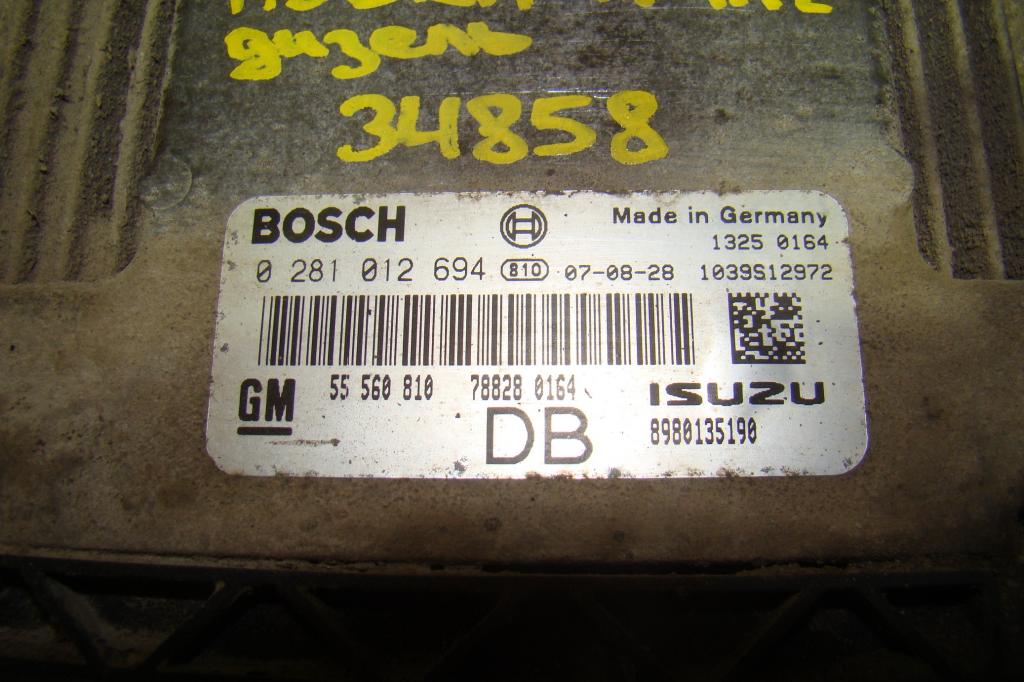 дизель
34858
BOSCH Made in Germany
1325 0164
0 281 012 694 810 07-08-28 1039S12972
GM 55 560 810 78828 0164 ISUZU
DB 8980135190